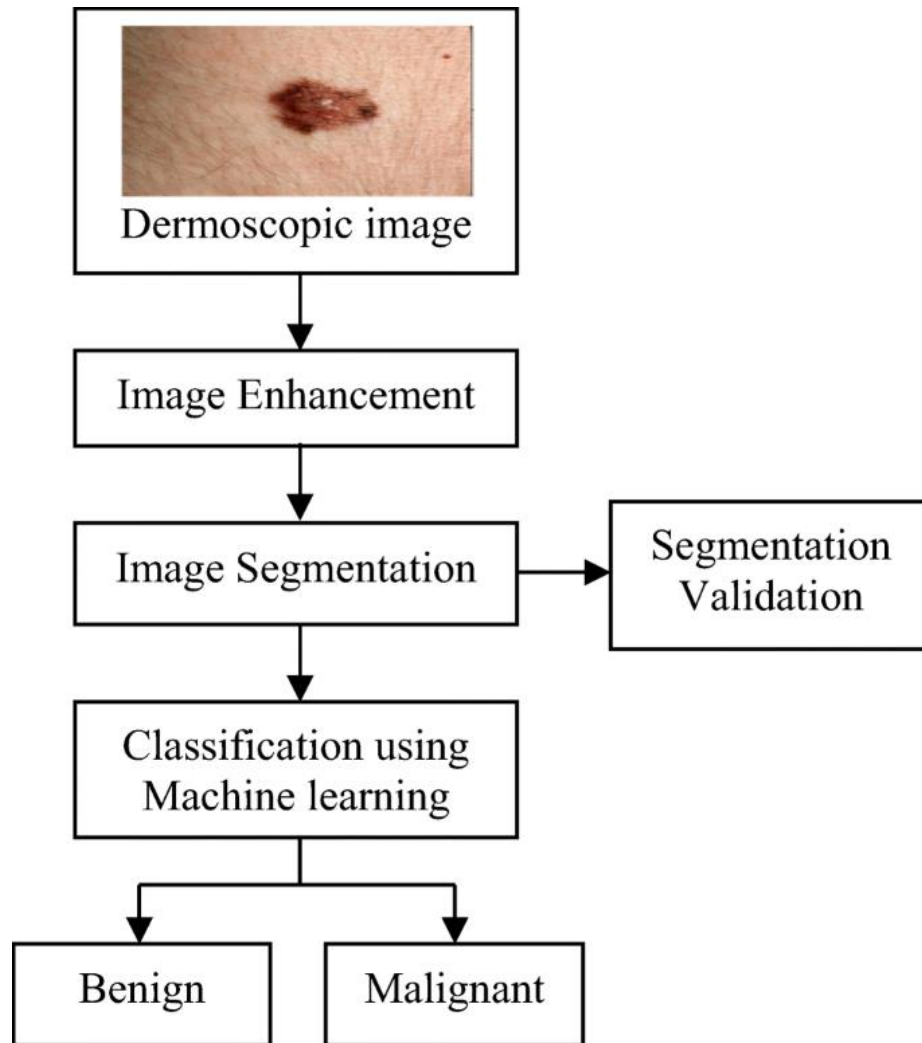 Dermoscopic image
Image Enhancement
Image Segmentation
Segmentation
Validation
Classification using
Machine learning
Benign
Malignant